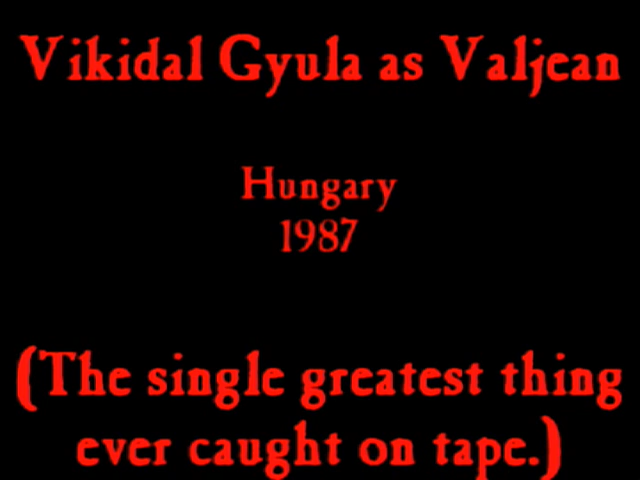 Vikidal Gyula as Valjean
Hungary
1987
(The single greatest thing
ever caught on tape.)